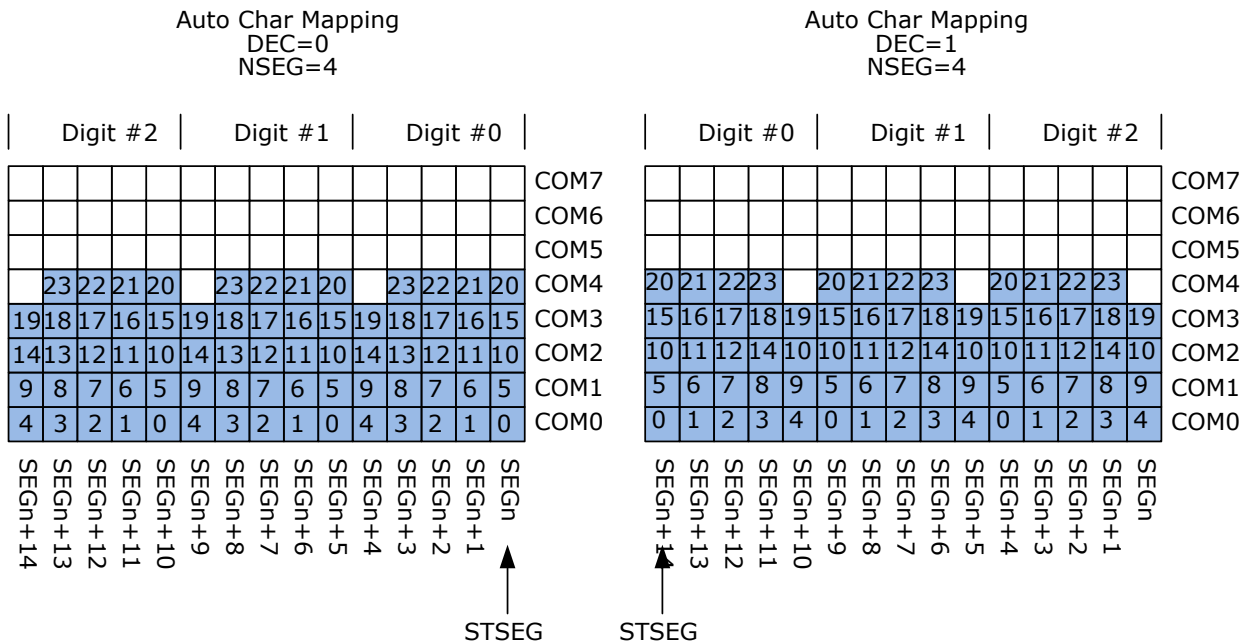 Auto Char Mapping
DEC=0
NSEG=4
Digit #2 Digit #1 Digit #0
COM7
COM6
COM5
23 22 21 20 23 22 21 20 23 22 21 20 COM4
19 18 17 16 15 19 18 17 16 15 19 18 17 16 15 COM3
14 13 12 11 10 14 13 12 11 10 14 13 12 11 10 COM2
9 8 7 6 5 9 8 7 6 5 9 8 7 6 5 COM1
4 3 2 1 0 4 3 2 1 0 4 3 2 1 0 COM0
SEGn+14 SEGn+13 SEGn+12 SEGn+11 SEGn+10 SEGn+9 SEGn+8 SEGn+7 SEGn+6 SEGn+5 SEGn+4 SEGn+3 SEGn+2 SEGn+1 SEGn
STSEG
Auto Char Mapping
DEC=1
NSEG=4
Digit #0 Digit #1 Digit #2
COM7
COM6
COM5
20 21 22 23 20 21 22 23 20 21 22 23 COM4
15 16 17 18 19 15 16 17 18 19 15 16 17 18 19 COM3
10 11 12 14 10 10 11 12 14 10 10 11 12 14 10 COM2
5 6 7 8 9 5 6 7 8 9 5 6 7 8 9 COM1
0 1 2 3 4 0 1 2 3 4 0 1 2 3 4 COM0
SEGn+14 SEGn+13 SEGn+12 SEGn+11 SEGn+10 SEGn+9 SEGn+8 SEGn+7 SEGn+6 SEGn+5 SEGn+4 SEGn+3 SEGn+2 SEGn+1 SEGn
STSEG